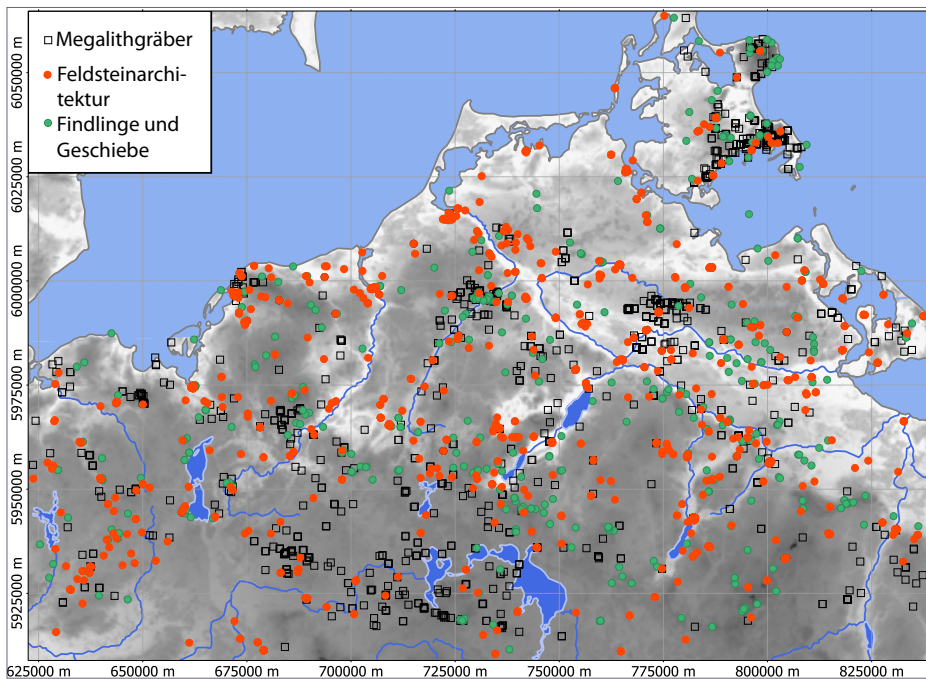 Megalithgräber
Feldsteinarchi-
tektur
Findlinge und
Geschiebe
6050000 m
6025000 m
6000000 m
5975000 m
5950000 m
5925000 m
625000 m
650000 m
675000 m
700000 m
725000 m
750000 m
775000 m
800000 m
825000 m